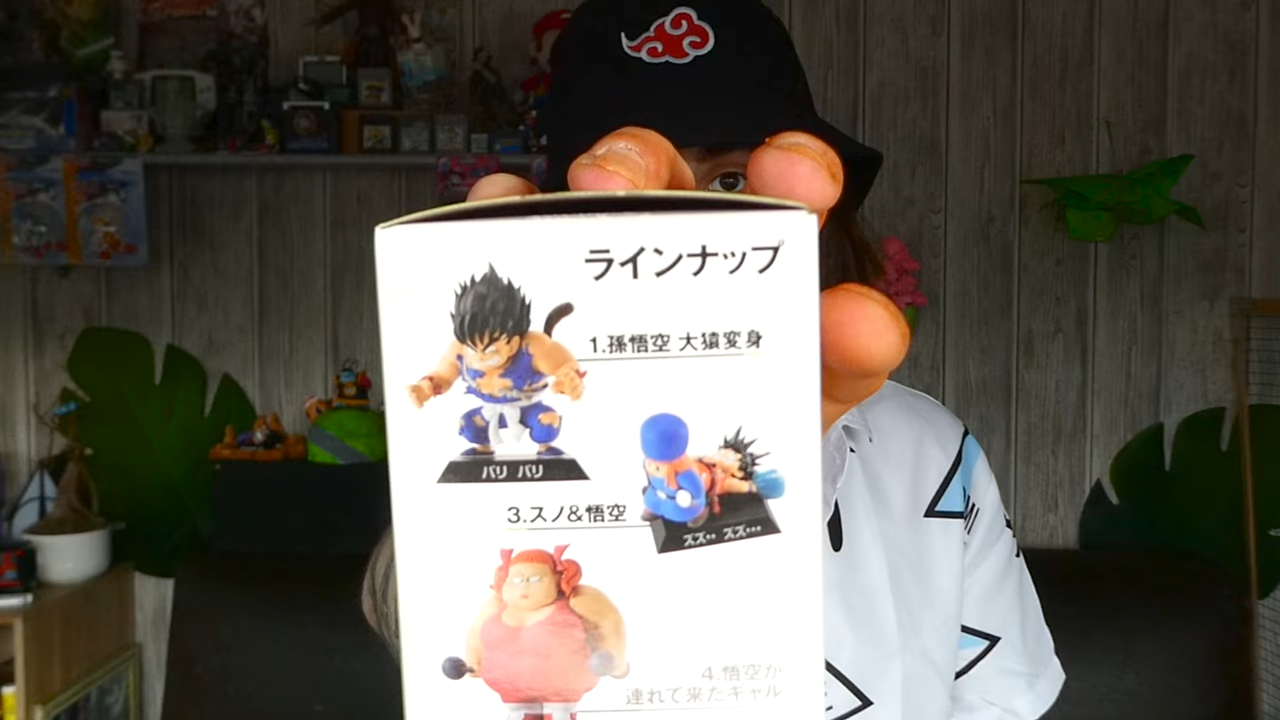 ラインナップ
1.孫悟空 大猿変身
バリ バリ
3.スノ&悟空
ズズ•• ズズ•••
4.悟空が
連れて来たギャル